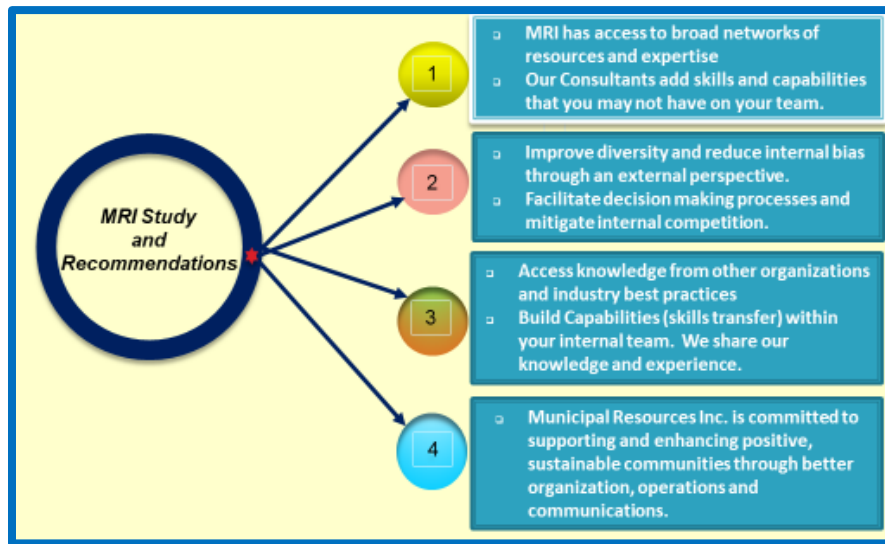 MRI Study
and
Recommendations
1
MRI has access to broad networks of
resources and expertise
Our Consultants add skills and capabilities
that you may not have on your team.
2
Improve diversity and reduce internal bias
through an external perspective.
Facilitate decision making processes and
mitigate internal competition.
3
Access knowledge from other organizations
and industry best practices
Build Capabilities (skills transfer) within
your internal team.  We share our
knowledge and experience.
4
Municipal Resources Inc. is committed to
supporting and enhancing positive,
sustainable communities through better
organization, operations and
communications.